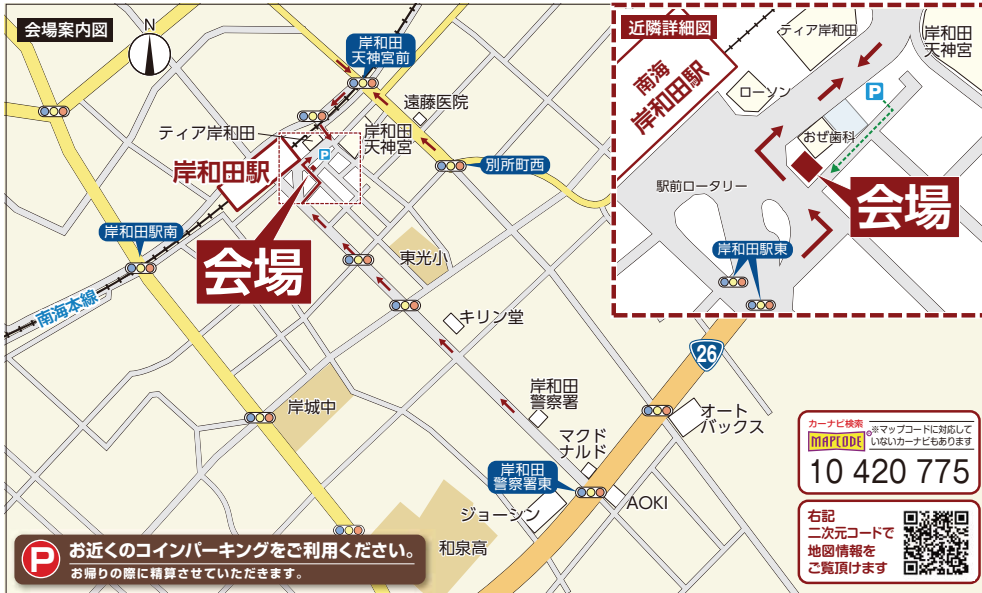 会場案内図
N
岸和田
天神宮前
遠藤医院
ティア岸和田
岸和田
天神宮
P
岸和田駅
別所町西
岸和田駅南
会場
東光小
南海本線
キリン堂
岸城中
岸和田
警察署
マクド
ナルド
オート
バックス
26
岸和田
警察署東
AOKI
ジョーシン
和泉高
P
お近くのコインパーキングをご利用ください。
お帰りの際に精算させていただきます。
近隣詳細図
ティア岸和田
岸和田
天神宮
南海
岸和田駅
ローソン
P
おぜ歯科
駅前ロータリー
会場
岸和田駅東
カーナビ検索
MAPCODE
®
※マップコードに対応して
いないカーナビもあります
10 420 775
右記
二次元コードで
地図情報を
ご覧頂けます